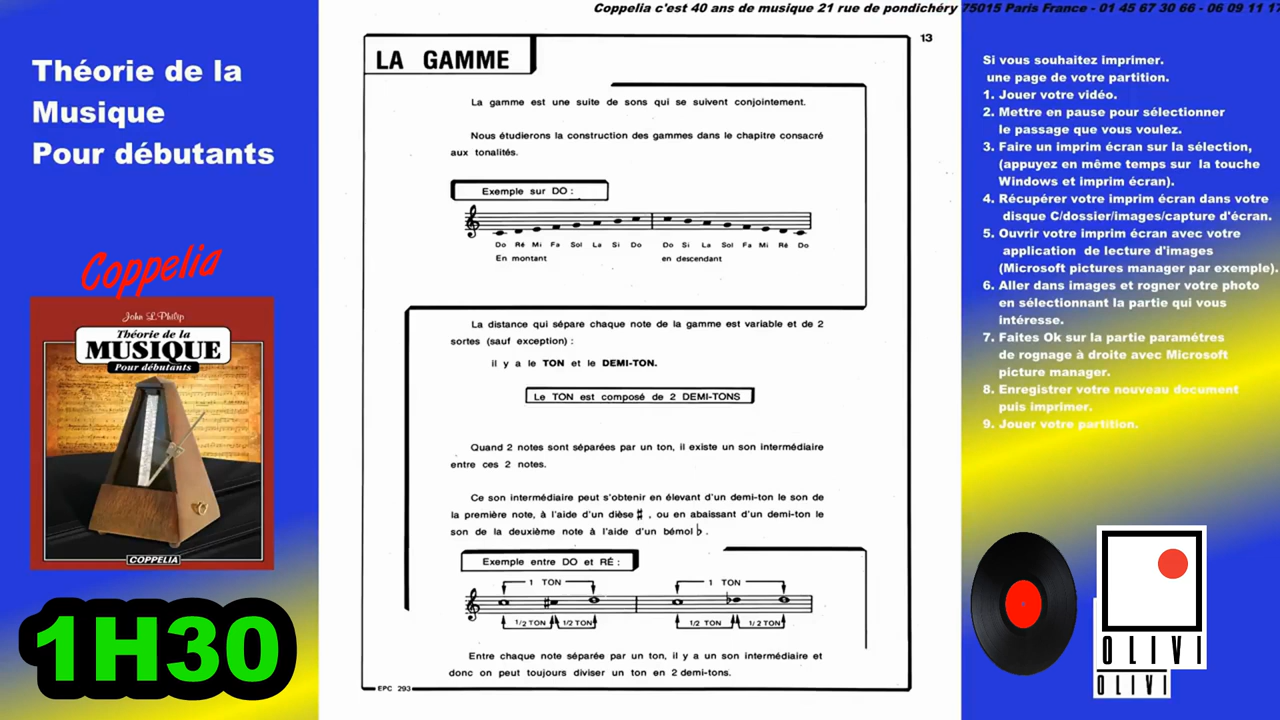 Coppelia c'est 40 ans de musique 21 rue de pondichéry 75015 Paris France - 01 45 67 30 66 - 06 09 11 17
Théorie de la
Musique
Pour débutants
Coppelia
John L. Philip
Théorie de la
MUSIQUE
Pour débutants
COPPELIA
1H30
13
LA GAMME
La gamme est une suite de sons qui se suivent conjointement.
Nous étudierons la construction des gammes dans le chapitre consacré
aux tonalités.
Exemple sur DO :
Do Ré Mi Fa Sol La Si Do Do Si La Sol Fa Mi Ré Do
En montant en descendant
La distance qui sépare chaque note de la gamme est variable et de 2
sortes (sauf exception) :
il y a le TON et le DEMI-TON.
Le TON est composé de 2 DEMI-TONS
Quand 2 notes sont séparées par un ton, il existe un son intermédiaire
entre ces 2 notes.
Ce son intermédiaire peut s'obtenir en élevant d'un demi-ton le son de
la première note, à l'aide d'un dièse ♯ , ou en abaissant d'un demi-ton le
son de la deuxième note à l'aide d'un bémol ♭ .
Exemple entre DO et RÉ :
1 TON 1 TON
1/2 TON 1/2 TON 1/2 TON 1/2 TON
Entre chaque note séparée par un ton, il y a un son intermédiaire et
donc on peut toujours diviser un ton en 2 demi-tons.
EPC 293
Si vous souhaitez imprimer.
une page de votre partition.
1. Jouer votre vidéo.
2. Mettre en pause pour sélectionner
le passage que vous voulez.
3. Faire un imprim écran sur la sélection,
(appuyez en même temps sur la touche
Windows et imprim écran).
4. Récupérer votre imprim écran dans votre
disque C/dossier/images/capture d'écran.
5. Ouvrir votre imprim écran avec votre
application de lecture d'images
(Microsoft pictures manager par exemple).
6. Aller dans images et rogner votre photo
en sélectionnant la partie qui vous
intéresse.
7. Faites Ok sur la partie paramétres
de rognage à droite avec Microsoft
picture manager.
8. Enregistrer votre nouveau document
puis imprimer.
9. Jouer votre partition.
OLIVI
OLIVI